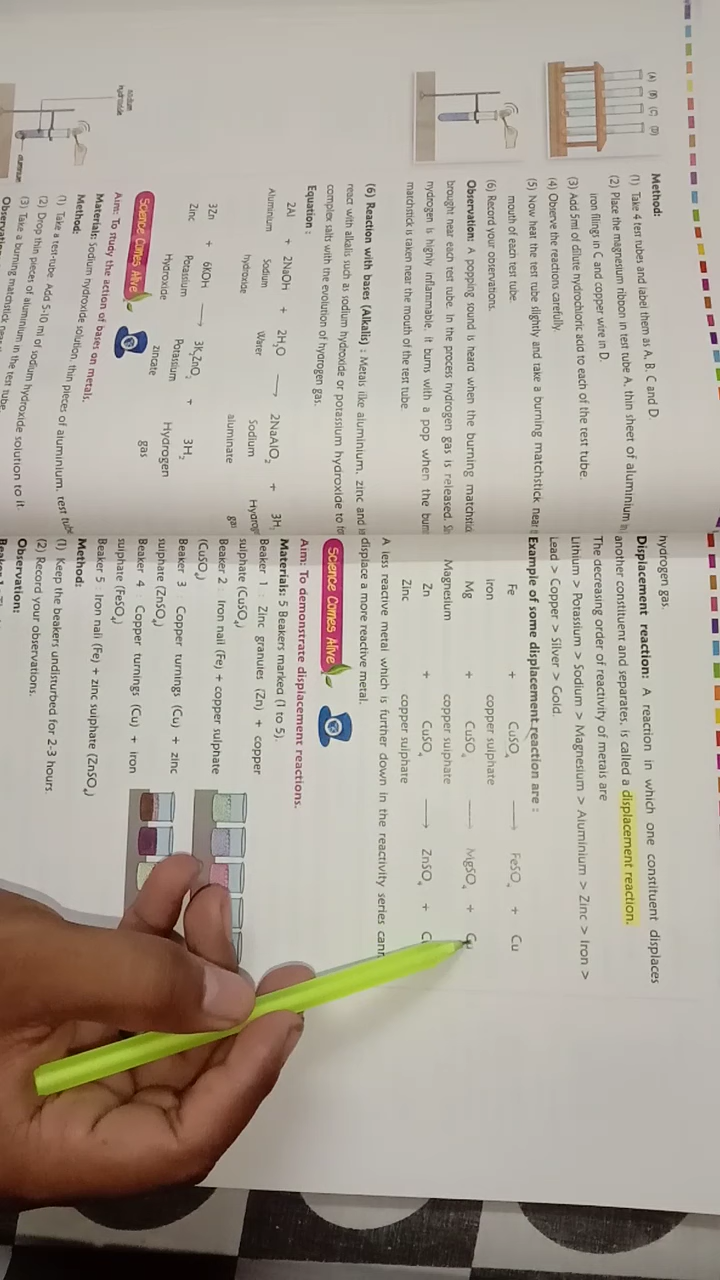 (A) (B) (C) (D)
Method:
(1) Take 4 test tubes and label them as A, B, C and D.
(2) Place the magnesium ribbon in test tube A, thin sheet of aluminium
iron filings in C and copper wire in D.
(3) Add 5ml of dilute hydrochloric acid to each of the test tube.
(4) Observe the reactions carefully.
(5) Now heat the test tube slightly and take a burning matchstick near
mouth of each test tube.
(6) Record your observations.
Observation: A popping sound is heard when the burning matchstick
brought near each test tube. In the process hydrogen gas is released.
hydrogen is highly inflammable, it burns with a pop when the
matchstick is taken near the mouth of the test tube.
(6) Reaction with bases (Alkalis) : Metals like aluminium, zinc and
react with alkalis such as sodium hydroxide or potassium hydroxide to
complex salts with the evolution of hydrogen gas.
Equation :
2Al + 2NaOH + 2H₂O ⟶ 2NaAlO₂ + 3H
Aluminium Sodium Water Sodium
hydroxide aluminate
3Zn + 6KOH ⟶ 3K₂ZnO₂ + 3H₂
Zinc Potassium Potassium Hydrogen
Hydroxide zincate gas
Science Comes Alive
Aim: To study the action of bases on metals.
Materials: Sodium hydroxide solution, thin pieces of aluminium, test
Method:
(1) Take a test-tube. Add 5-10 ml of sodium hydroxide solution to it.
(2) Drop thin pieces of aluminium in the test tube.
(3) Take a burning matchstick
sodium
hydroxide
aluminium
hydrogen gas.
Displacement reaction: A reaction in which one constituent displaces
another constituent and separates, is called a displacement reaction.
The decreasing order of reactivity of metals are
Lithium > Potassium > Sodium > Magnesium > Aluminium > Zinc > Iron >
Lead > Copper > Silver > Gold.
Example of some displacement reaction are :
Fe + CuSO₄ ⟶ FeSO₄ + Cu
Iron copper sulphate
Mg + CuSO₄ ⟶ MgSO₄ +
Magnesium copper sulphate
Zn + CuSO₄ ⟶ ZnSO₄ +
Zinc copper sulphate
A less reactive metal which is further down in the reactivity series
displace a more reactive metal.
Science Comes Alive
Aim: To demonstrate displacement reactions.
Materials: 5 Beakers marked (1 to 5).
Beaker 1 : Zinc granules (Zn) + copper
sulphate (CuSO₄)
Beaker 2 : Iron nail (Fe) + copper sulphate
(CuSO₄)
Beaker 3 : Copper turnings (Cu) + zinc
sulphate (ZnSO₄)
Beaker 4 : Copper turnings (Cu) + iron
sulphate (FeSO₄)
Beaker 5 : Iron nail (Fe) + zinc sulphate (ZnSO₄)
Method:
(1) Keep the beakers undisturbed for 2-3 hours.
(2) Record your observations.
Observation: